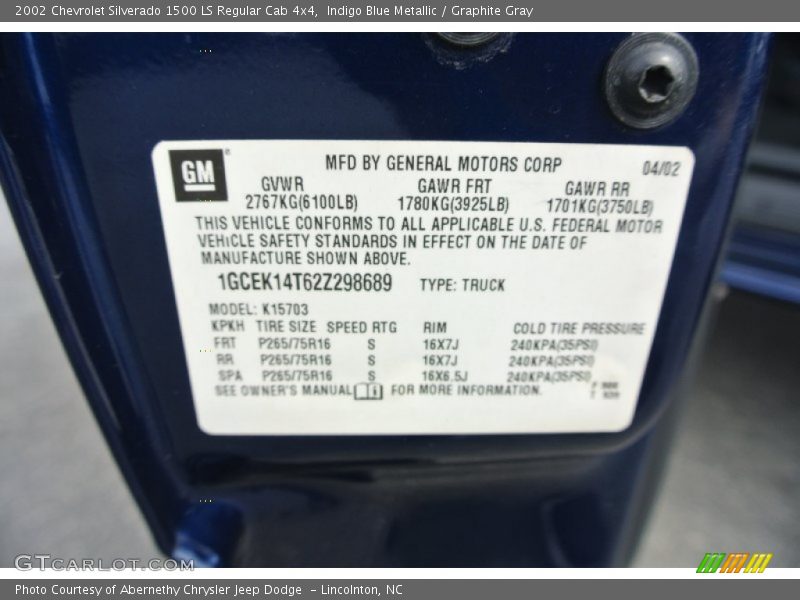 2002 Chevrolet Silverado 1500 LS Regular Cab 4x4, Indigo Blue Metallic / Graphite Gray
GM
MFD BY GENERAL MOTORS CORP 04/02
GVWR GAWR FRT GAWR RR
2767KG(6100LB) 1780KG(3925LB) 1701KG(3750LB)
THIS VEHICLE CONFORMS TO ALL APPLICABLE U.S. FEDERAL MOTOR
VEHICLE SAFETY STANDARDS IN EFFECT ON THE DATE OF
MANUFACTURE SHOWN ABOVE.
1GCEK14T62Z298689 TYPE: TRUCK
MODEL: K15703
KPKH TIRE SIZE SPEED RTG RIM COLD TIRE PRESSURE
FRT P265/75R16 S 16X7J 240KPA(35PSI)
RR P265/75R16 S 16X7J 240KPA(35PSI)
SPA P265/75R16 S 16X6.5J 240KPA(35PSI)
SEE OWNER'S MANUAL FOR MORE INFORMATION.
GTCarLot.com
Photo Courtesy of Abernethy Chrysler Jeep Dodge - Lincolnton, NC